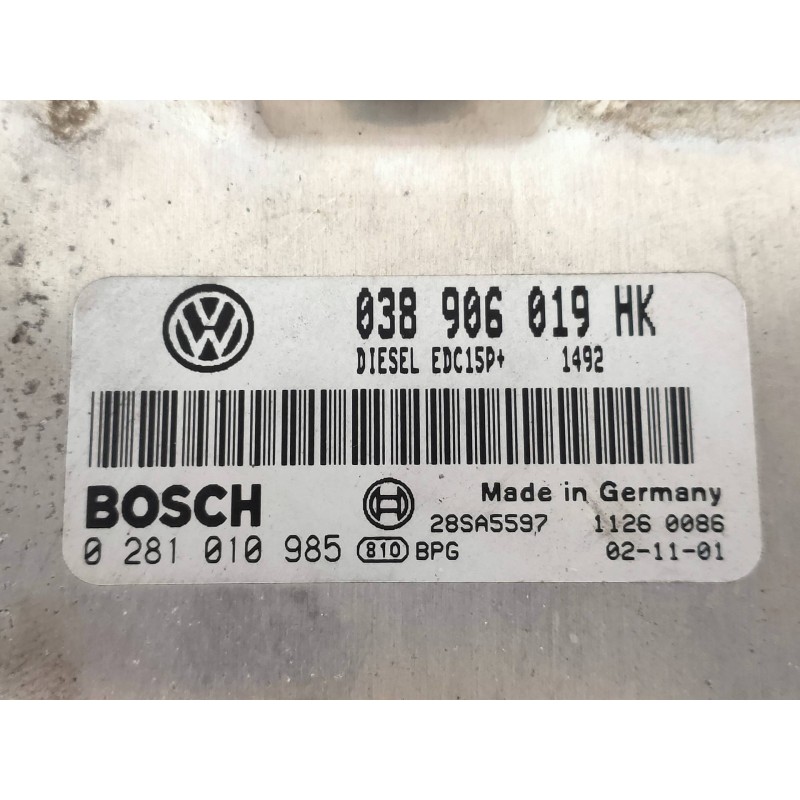 038 906 019 HK
DIESEL EDC15P+ 1492
BOSCH
Made in Germany
28SA5597 1126 0086
0 281 010 985 810 BPG 02-11-01